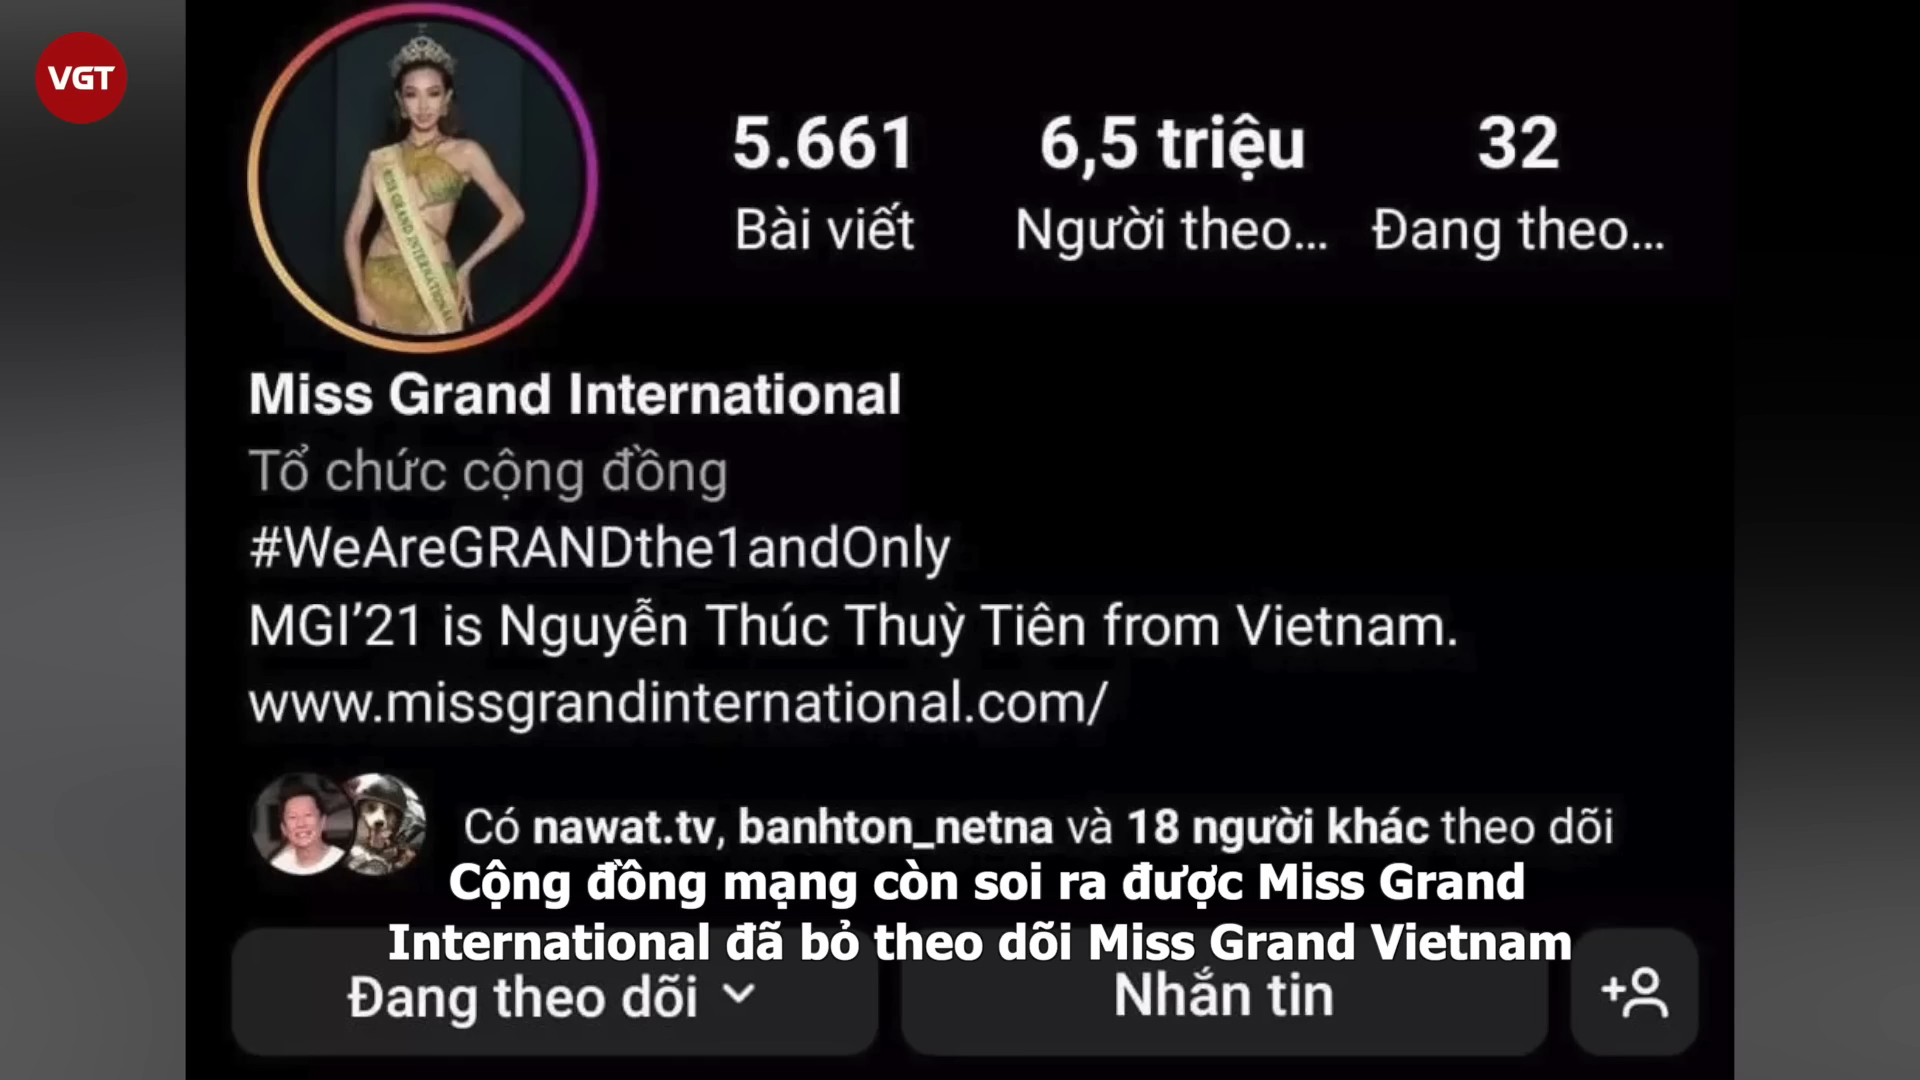 VGT
5.661
6,5 triệu
32
Bài viết
Người theo...
Đang theo...
MISS GRAND INTERNATIONAL
Miss Grand International
Tổ chức cộng đồng
#WeAreGRANDthe1andOnly
MGI’21 is Nguyễn Thúc Thuỳ Tiên from Vietnam.
www.missgrandinternational.com/
Có nawat.tv, banhton_netna và 18 người khác theo dõi
Cộng đồng mạng còn soi ra được Miss Grand
International đã bỏ theo dõi Miss Grand Vietnam
Đang theo dõi
Nhắn tin